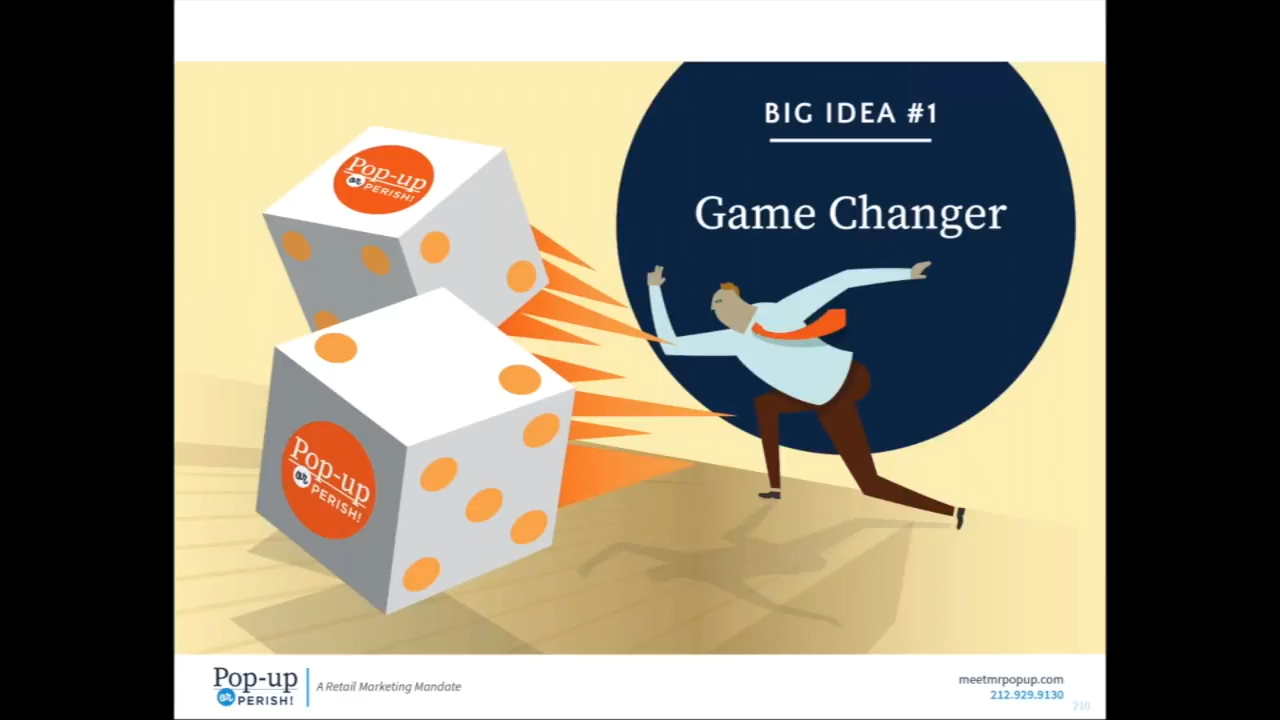 BIG IDEA #1
Game Changer
Pop-up
or PERISH!
Pop-up
or PERISH!
Pop-up
or PERISH!
A Retail Marketing Mandate
meetmrpopup.com
212.929.9130
210